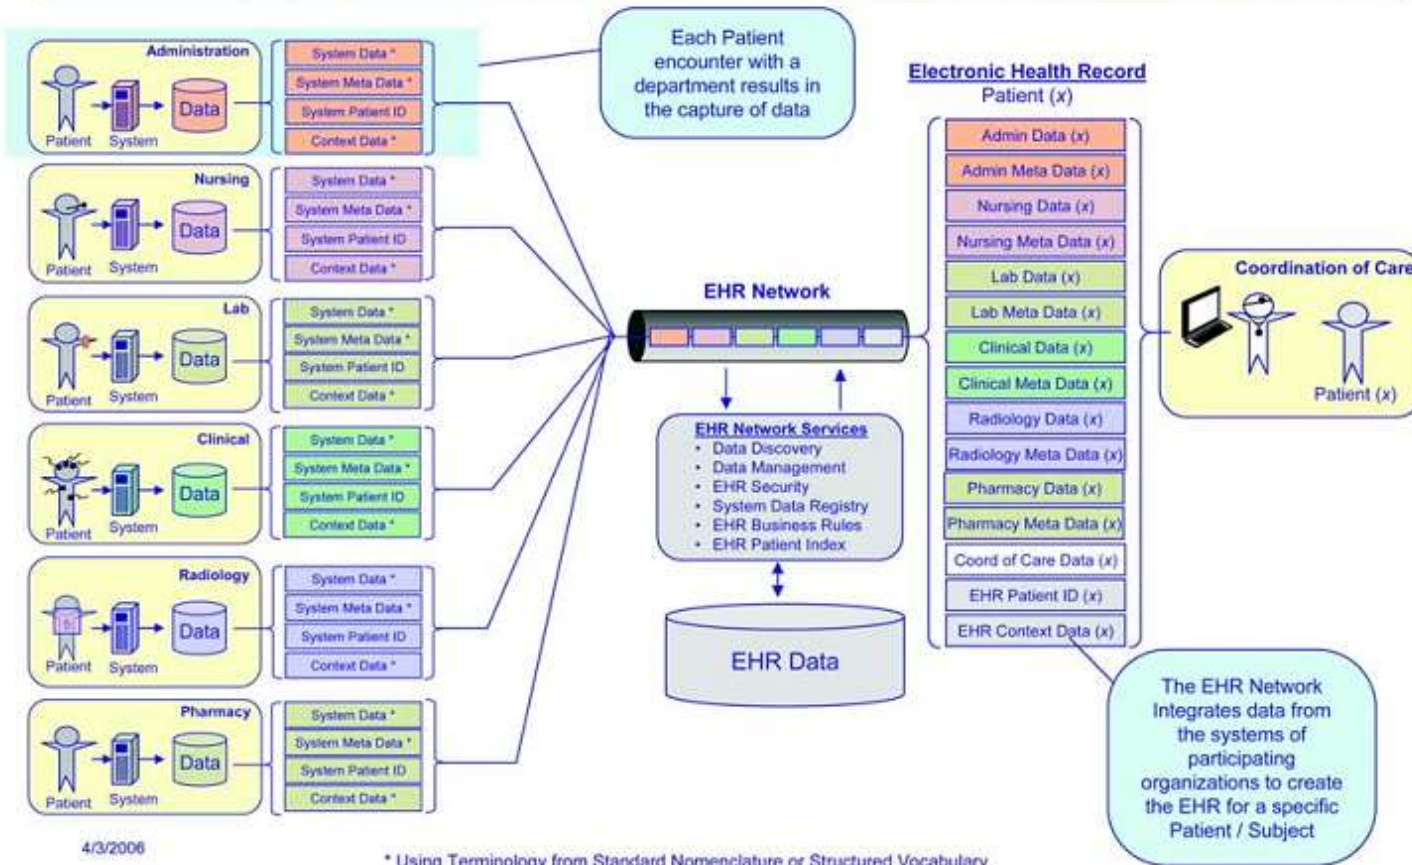 Administration
Patient
System
Data
System Data *
System Meta Data *
System Patient ID
Context Data *
Nursing
Patient
System
Data
System Data *
System Meta Data *
System Patient ID
Context Data *
Lab
Patient
System
Data
System Data *
System Meta Data *
System Patient ID
Context Data *
Clinical
Patient
System
Data
System Data *
System Meta Data *
System Patient ID
Context Data *
Radiology
Patient
System
Data
System Data *
System Meta Data *
System Patient ID
Context Data *
Pharmacy
Patient
System
Data
System Data *
System Meta Data *
System Patient ID
Context Data *
Each Patient
encounter with a
department results in
the capture of data
EHR Network
EHR Network Services
• Data Discovery
• Data Management
• EHR Security
• System Data Registry
• EHR Business Rules
• EHR Patient Index
EHR Data
Electronic Health Record
Patient (x)
Admin Data (x)
Admin Meta Data (x)
Nursing Data (x)
Nursing Meta Data (x)
Lab Data (x)
Lab Meta Data (x)
Clinical Data (x)
Clinical Meta Data (x)
Radiology Data (x)
Radiology Meta Data (x)
Pharmacy Data (x)
Pharmacy Meta Data (x)
Coord of Care Data (x)
EHR Patient ID (x)
EHR Context Data (x)
Coordination of Care
Patient (x)
The EHR Network
Integrates data from
the systems of
participating
organizations to create
the EHR for a specific
Patient / Subject
4/3/2006
* Using Terminology from Standard Nomenclature or Structured Vocabulary